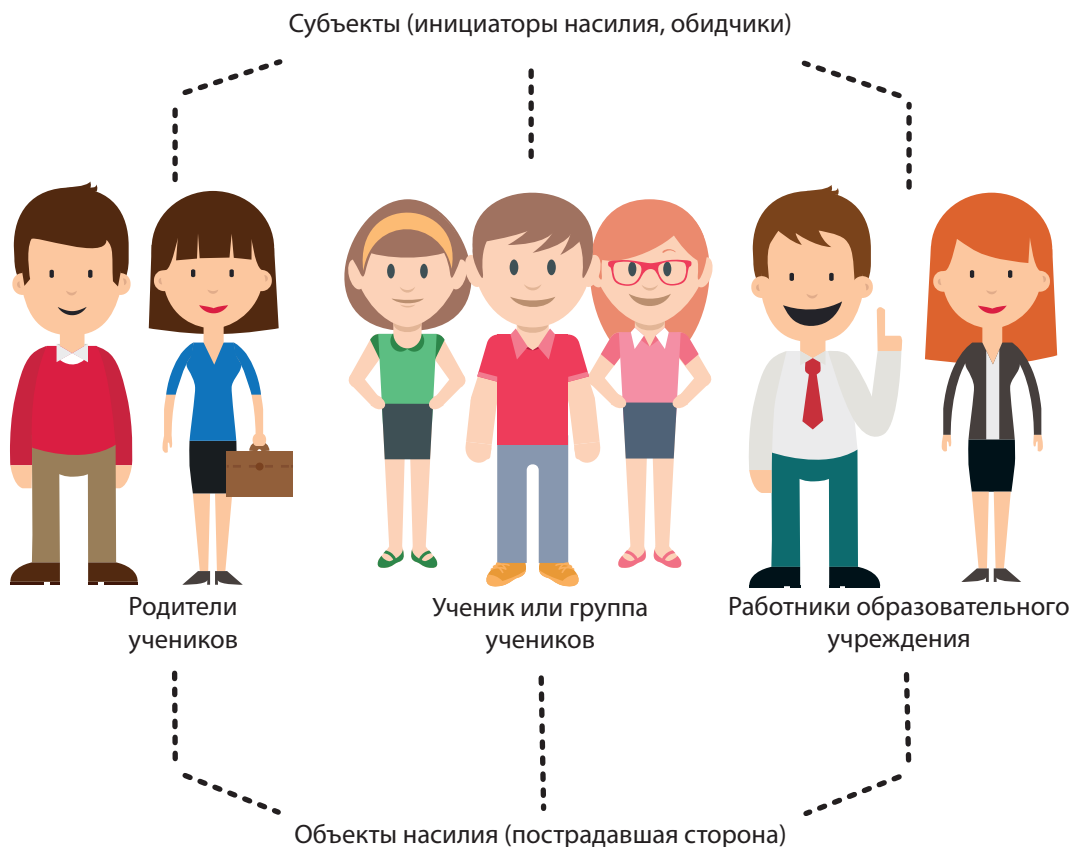 Субъекты (инициаторы насилия, обидчики)
Родители
учеников
Ученик или группа
учеников
Работники образовательного
учреждения
Объекты насилия (пострадавшая сторона)